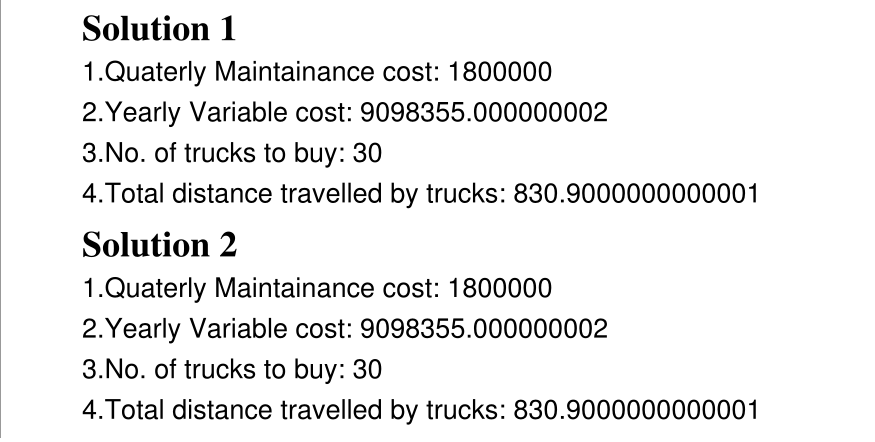 Solution 1
1.Quaterly Maintainance cost: 1800000
2.Yearly Variable cost: 9098355.000000002
3.No. of trucks to buy: 30
4.Total distance travelled by trucks: 830.9000000000001
Solution 2
1.Quaterly Maintainance cost: 1800000
2.Yearly Variable cost: 9098355.000000002
3.No. of trucks to buy: 30
4.Total distance travelled by trucks: 830.9000000000001